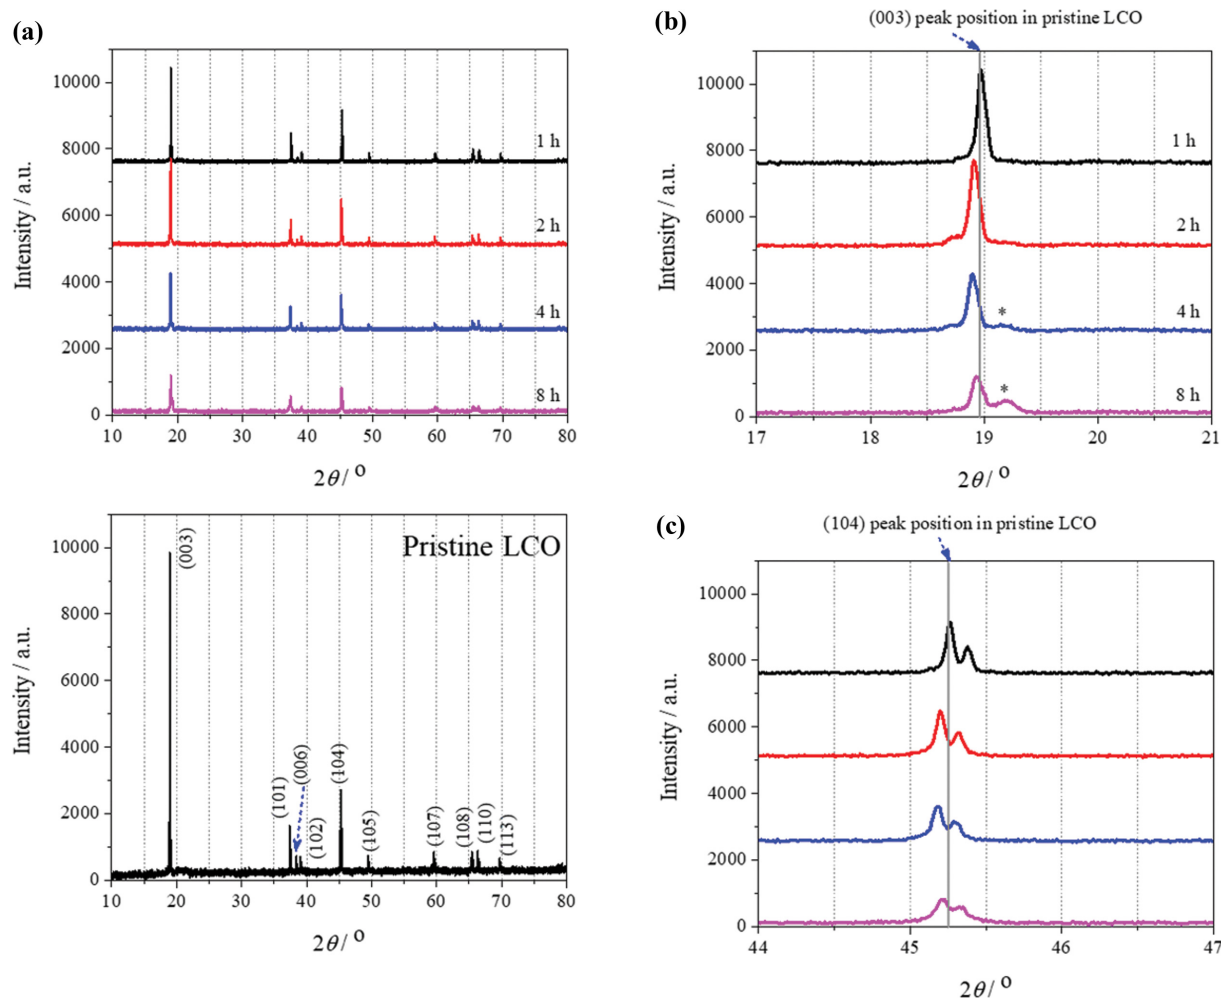 (a)
10000
8000
6000
4000
2000
0
1 h
2 h
4 h
8 h
10 20 30 40 50 60 70 80
Intensity / a.u.
2θ / °
(b)
(003) peak position in pristine LCO
10000
8000
6000
4000
2000
0
1 h
2 h
4 h
8 h
*
*
17 18 19 20 21
Intensity / a.u.
2θ / °
Pristine LCO
10000
8000
6000
4000
2000
0
(003)
(101)
(006)
(102)
(104)
(105)
(107)
(108)
(110)
(113)
10 20 30 40 50 60 70 80
Intensity / a.u.
2θ / °
(c)
(104) peak position in pristine LCO
10000
8000
6000
4000
2000
0
44 45 46 47
Intensity / a.u.
2θ / °